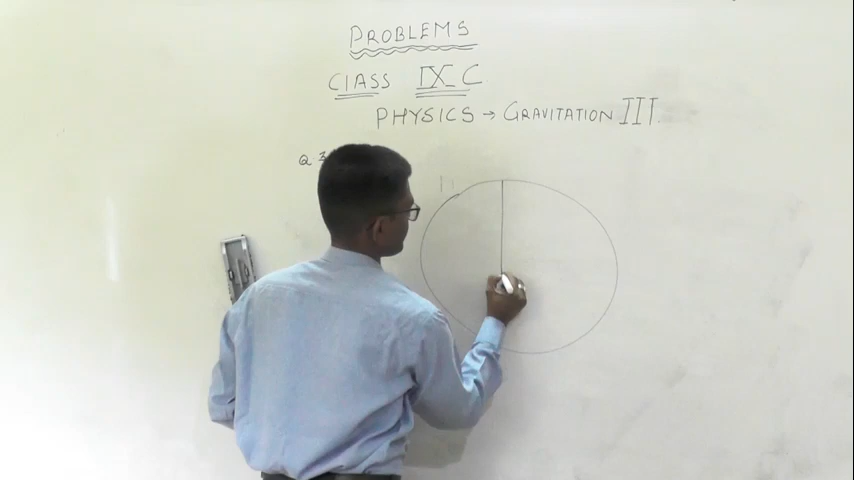 PROBLEMS
CLASS IX C
PHYSICS → GRAVITATION III.
Q.